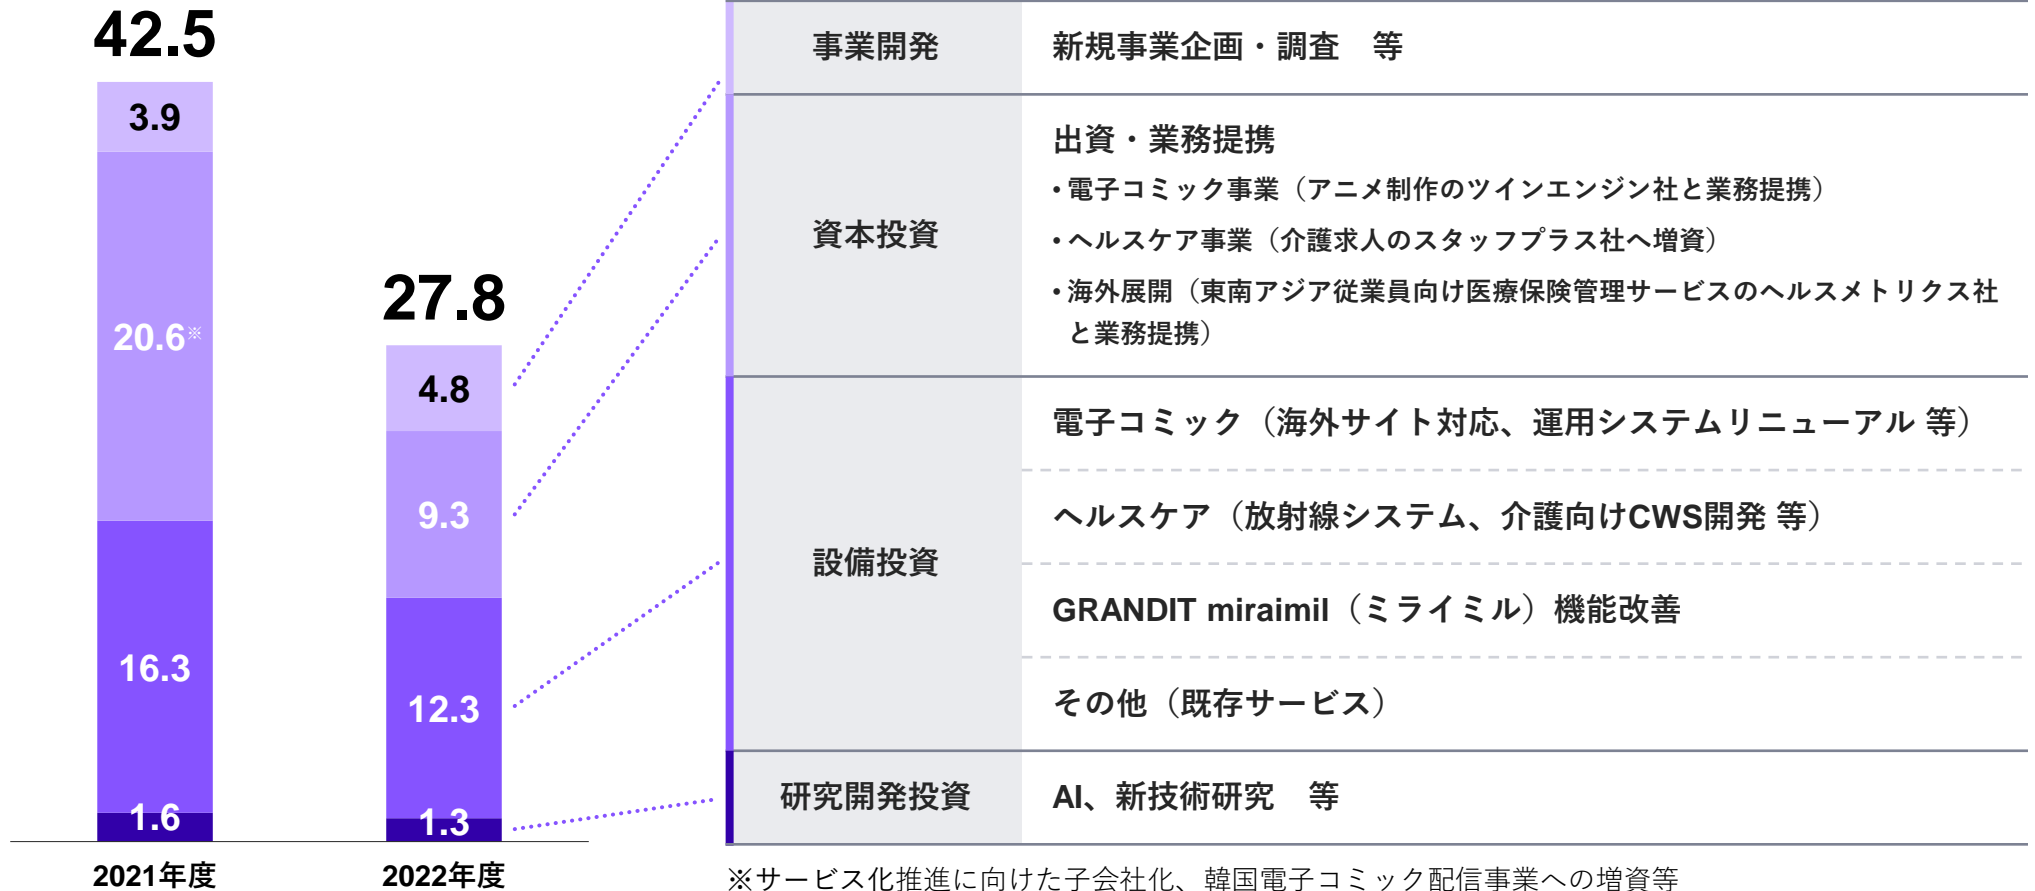 42.5
3.9
20.6※
16.3
1.6
2021年度
27.8
4.8
9.3
12.3
1.3
2022年度
事業開発
新規事業企画・調査　等
資本投資
出資・業務提携
・電子コミック事業（アニメ制作のツインエンジン社と業務提携）
・ヘルスケア事業（介護求人のスタッフプラス社へ増資）
・海外展開（東南アジア従業員向け医療保険管理サービスのヘルスメトリクス社
と業務提携）
設備投資
電子コミック（海外サイト対応、運用システムリニューアル 等）
ヘルスケア（放射線システム、介護向けCWS開発 等）
GRANDIT miraimil（ミライミル）機能改善
その他（既存サービス）
研究開発投資
AI、新技術研究　等
※サービス化推進に向けた子会社化、韓国電子コミック配信事業への増資等